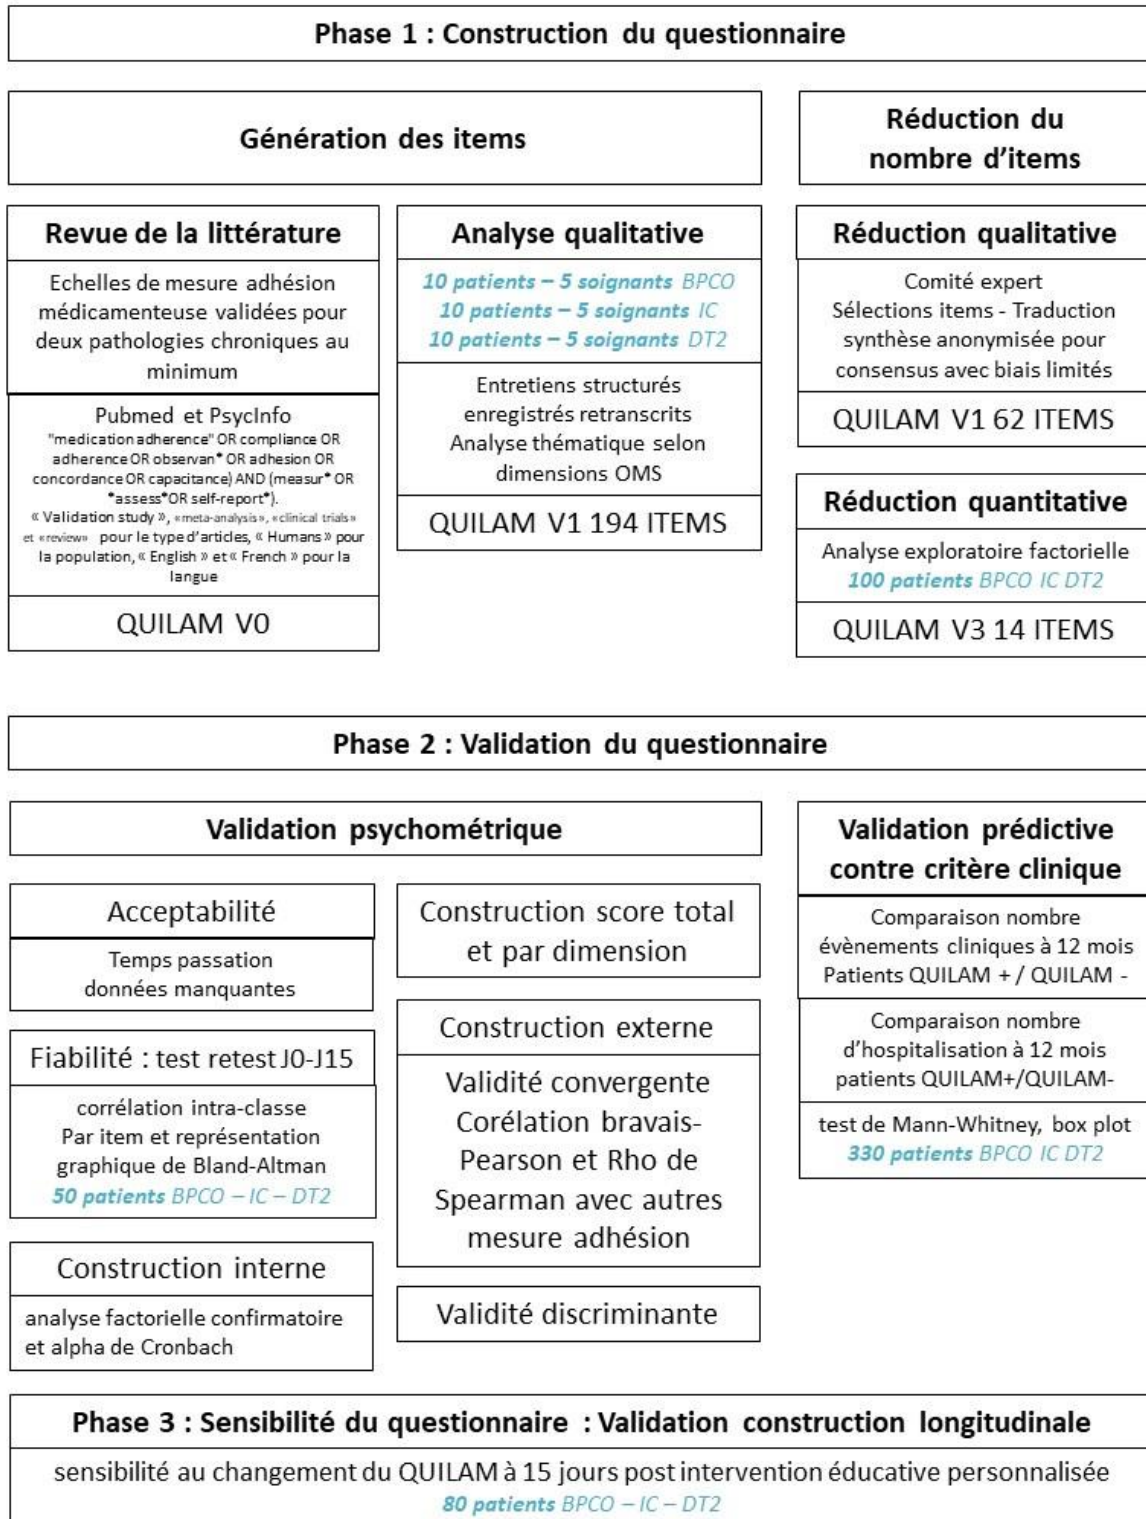 Phase 1 : Construction du questionnaire
Génération des items
Réduction du
nombre d'items
Revue de la littérature
Echelles de mesure adhésion
médicamenteuse validées pour
deux pathologies chroniques au
minimum
Pubmed et PsycInfo
"medication adherence" OR compliance OR
adherence OR observan* OR adhesion OR
concordance OR capacitance) AND (measur* OR
*assess*OR self-report*).
« Validation study », «meta-analysis», «clinical trials»
et «review» pour le type d'articles, « Humans » pour
la population, « English » et « French » pour la
langue
QUILAM V0
Analyse qualitative
10 patients – 5 soignants BPCO
10 patients – 5 soignants IC
10 patients – 5 soignants DT2
Entretiens structurés
enregistrés retranscrits
Analyse thématique selon
dimensions OMS
QUILAM V1 194 ITEMS
Réduction qualitative
Comité expert
Sélections items - Traduction
synthèse anonymisée pour
consensus avec biais limités
QUILAM V1 62 ITEMS
Réduction quantitative
Analyse exploratoire factorielle
100 patients BPCO IC DT2
QUILAM V3 14 ITEMS
Phase 2 : Validation du questionnaire
Validation psychométrique
Acceptabilité
Temps passation
données manquantes
Fiabilité : test retest J0-J15
corrélation intra-classe
Par item et représentation
graphique de Bland-Altman
50 patients BPCO – IC – DT2
Construction interne
analyse factorielle confirmatoire
et alpha de Cronbach
Construction score total
et par dimension
Construction externe
Validité convergente
Corélation bravais-
Pearson et Rho de
Spearman avec autres
mesure adhésion
Validité discriminante
Validation prédictive
contre critère clinique
Comparaison nombre
évènements cliniques à 12 mois
Patients QUILAM + / QUILAM -
Comparaison nombre
d'hospitalisation à 12 mois
patients QUILAM+/QUILAM-
test de Mann-Whitney, box plot
330 patients BPCO IC DT2
Phase 3 : Sensibilité du questionnaire : Validation construction longitudinale
sensibilité au changement du QUILAM à 15 jours post intervention éducative personnalisée
80 patients BPCO – IC – DT2